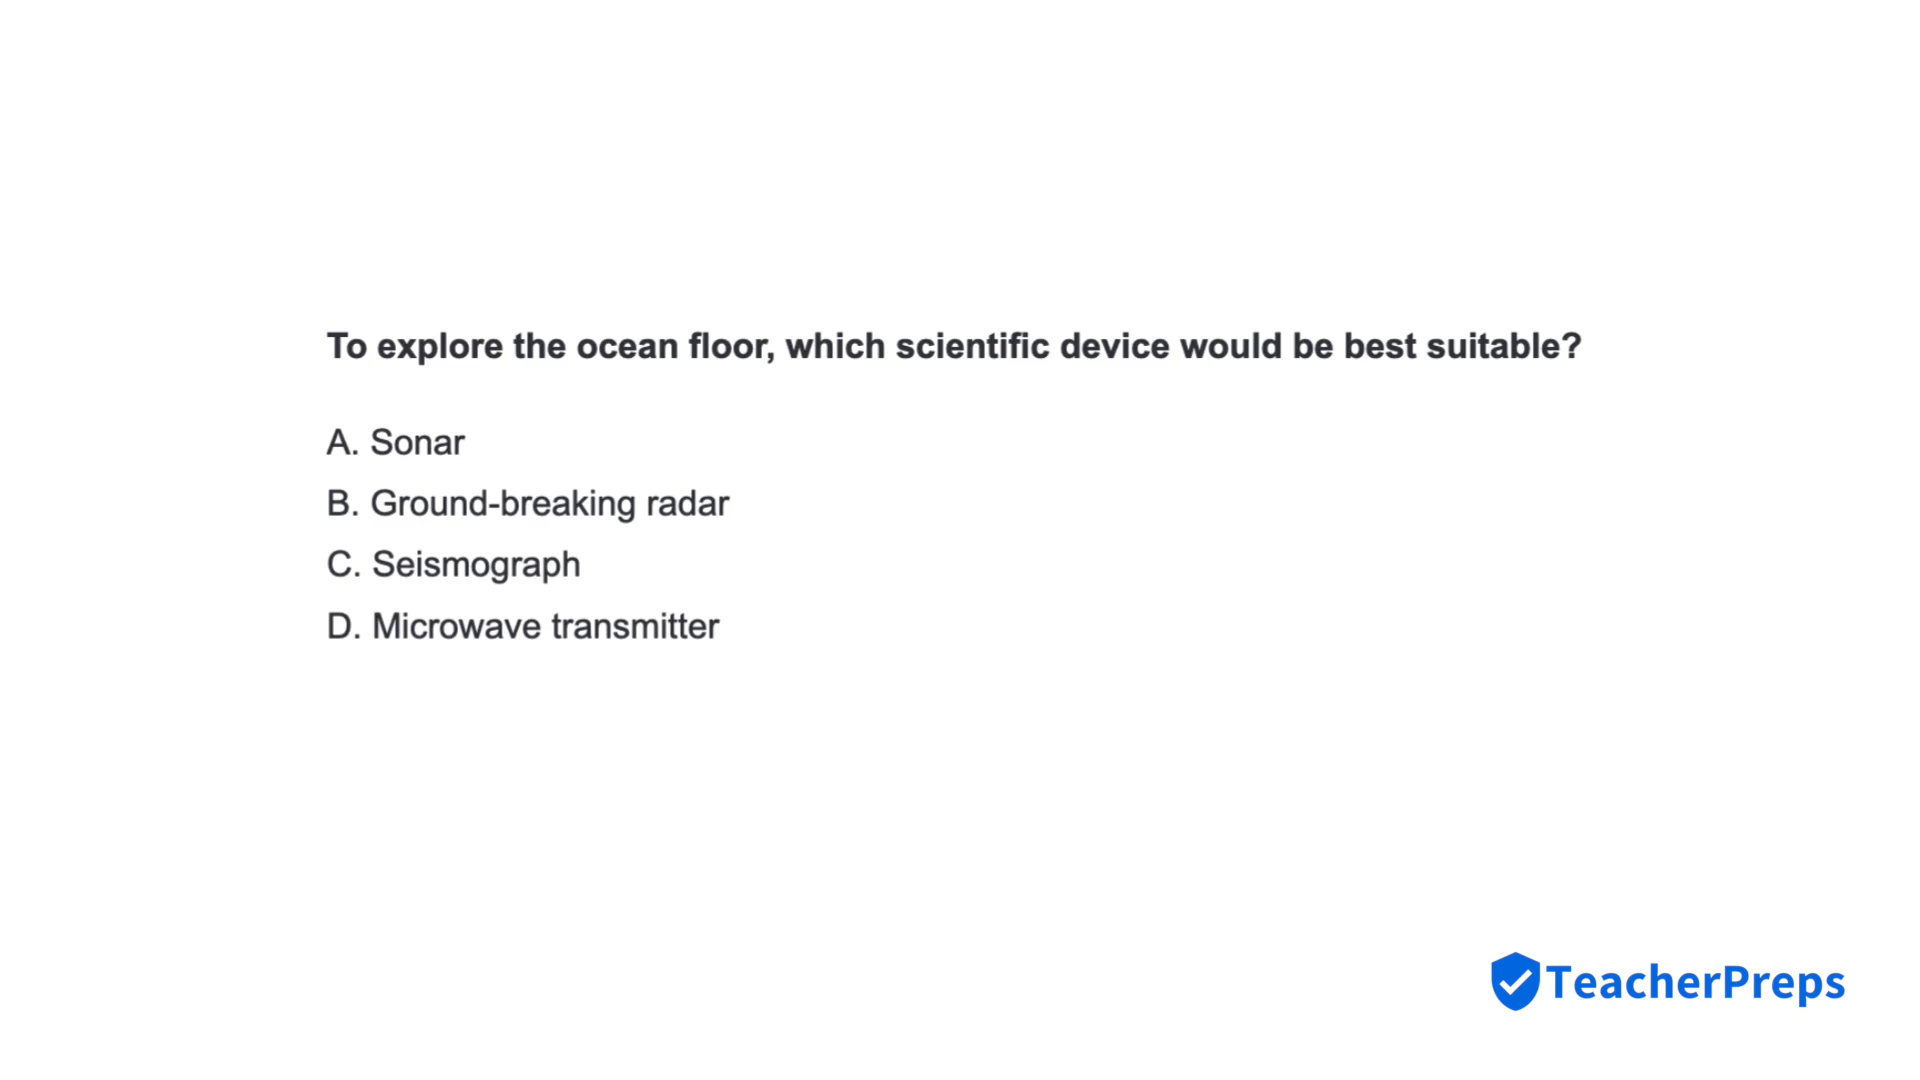 To explore the ocean floor, which scientific device would be best suitable?
A. Sonar
B. Ground-breaking radar
C. Seismograph
D. Microwave transmitter
TeacherPreps